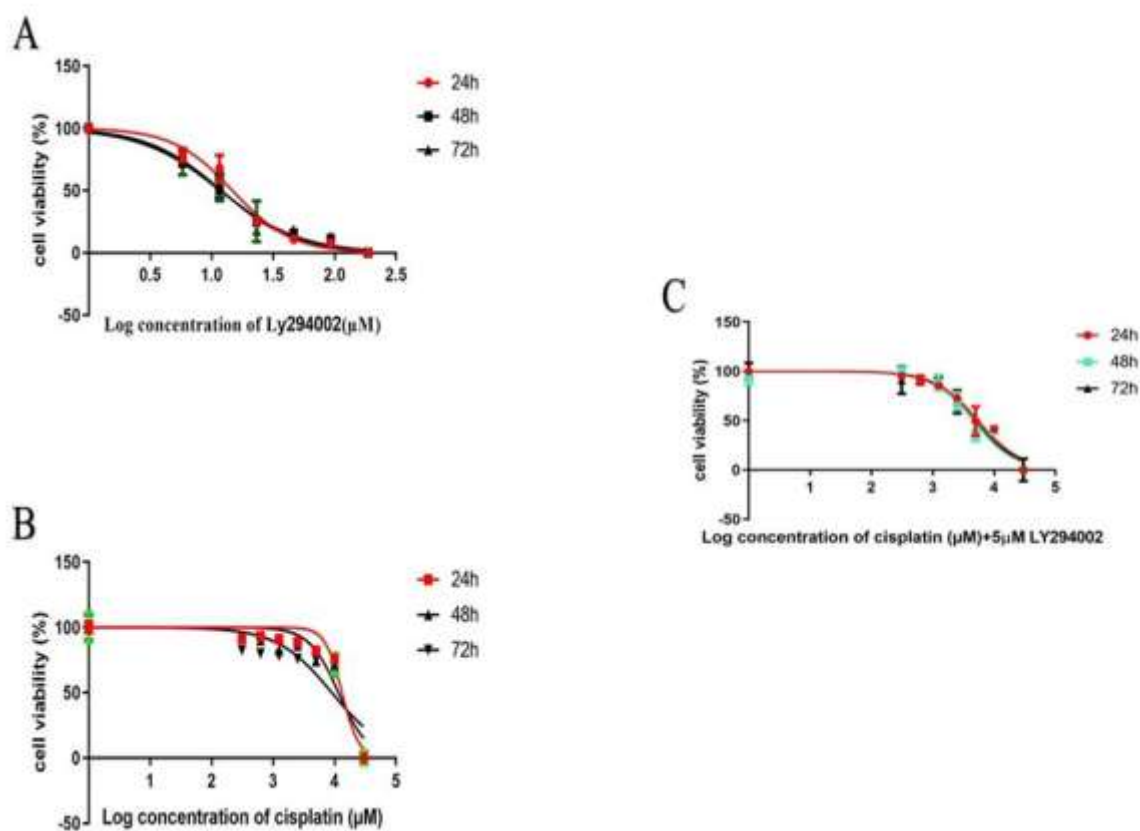 A
150
100
50
0
-50
cell viability (%)
0.5 1.0 1.5 2.0 2.5
Log concentration of Ly294002(µM)
24h
48h
72h
B
150
100
50
0
-50
cell viability (%)
1 2 3 4 5
Log concentration of cisplatin (µM)
24h
48h
72h
C
150
100
50
0
-50
cell viability (%)
1 2 3 4 5
Log concentration of cisplatin (µM)+5µM LY294002
24h
48h
72h